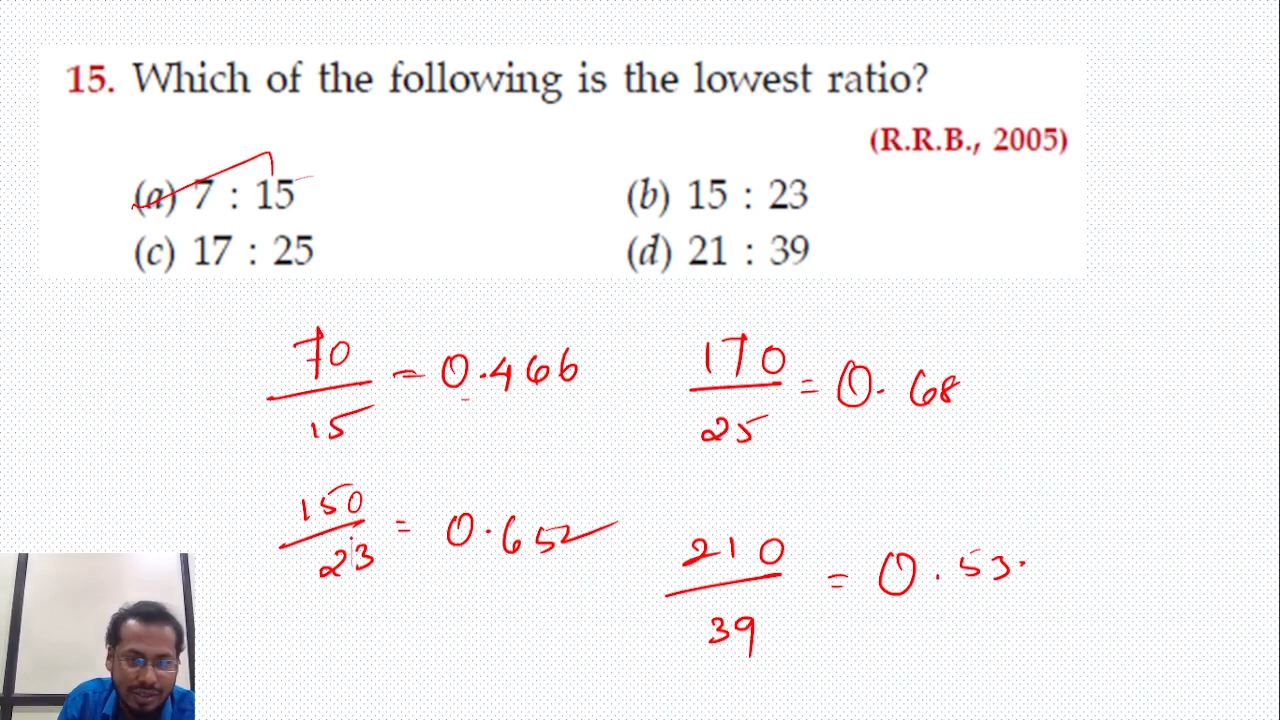 15. Which of the following is the lowest ratio?
(R.R.B., 2005)
(a) 7 : 15 (b) 15 : 23
(c) 17 : 25 (d) 21 : 39
70/15 = 0.466
170/25 = 0.68
150/23 = 0.652
210/39 = 0.53.